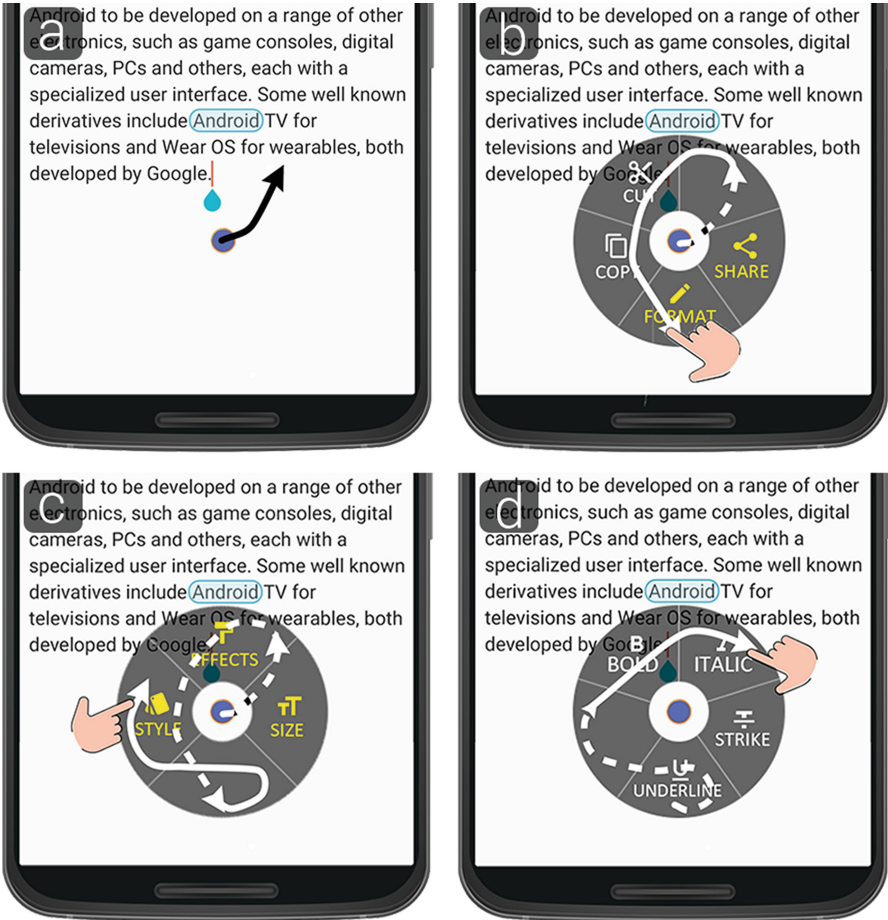 a
Android to be developed on a range of other
electronics, such as game consoles, digital
cameras, PCs and others, each with a
specialized user interface. Some well known
derivatives include Android TV for
televisions and Wear OS for wearables, both
developed by Google.
b
Android to be developed on a range of other
electronics, such as game consoles, digital
cameras, PCs and others, each with a
specialized user interface. Some well known
derivatives include Android TV for
televisions and Wear OS for wearables, both
developed by Google.
CUT
COPY
SHARE
FORMAT
c
Android to be developed on a range of other
electronics, such as game consoles, digital
cameras, PCs and others, each with a
specialized user interface. Some well known
derivatives include Android TV for
televisions and Wear OS for wearables, both
developed by Google.
EFFECTS
STYLE
SIZE
d
Android to be developed on a range of other
electronics, such as game consoles, digital
cameras, PCs and others, each with a
specialized user interface. Some well known
derivatives include Android TV for
televisions and Wear OS for wearables, both
developed by Google.
B
BOLD
I
ITALIC
STRIKE
U
UNDERLINE